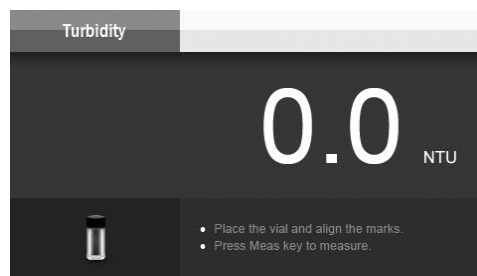 Turbidity
0.0 NTU
Place the vial and align the marks.
Press Meas key to measure.